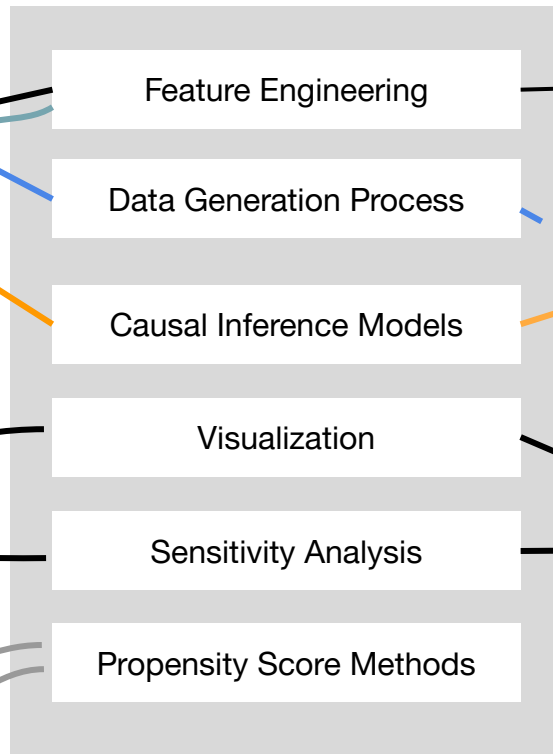 Feature Engineering
Data Generation Process
Causal Inference Models
Visualization
Sensitivity Analysis
Propensity Score Methods